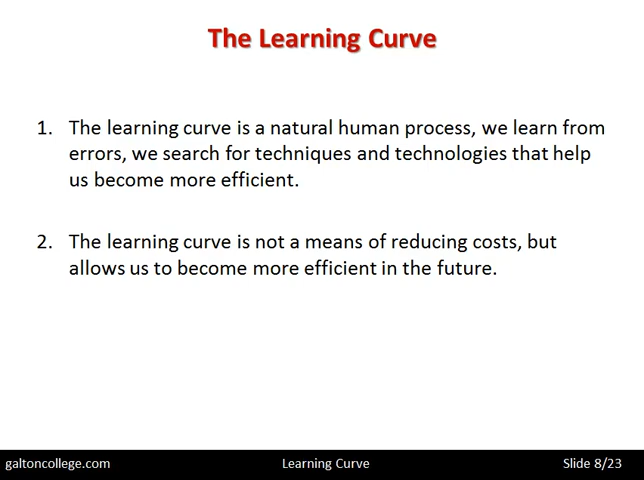 The Learning Curve
1. The learning curve is a natural human process, we learn from
errors, we search for techniques and technologies that help
us become more efficient.
2. The learning curve is not a means of reducing costs, but
allows us to become more efficient in the future.
galtoncollege.com Learning Curve Slide 8/23